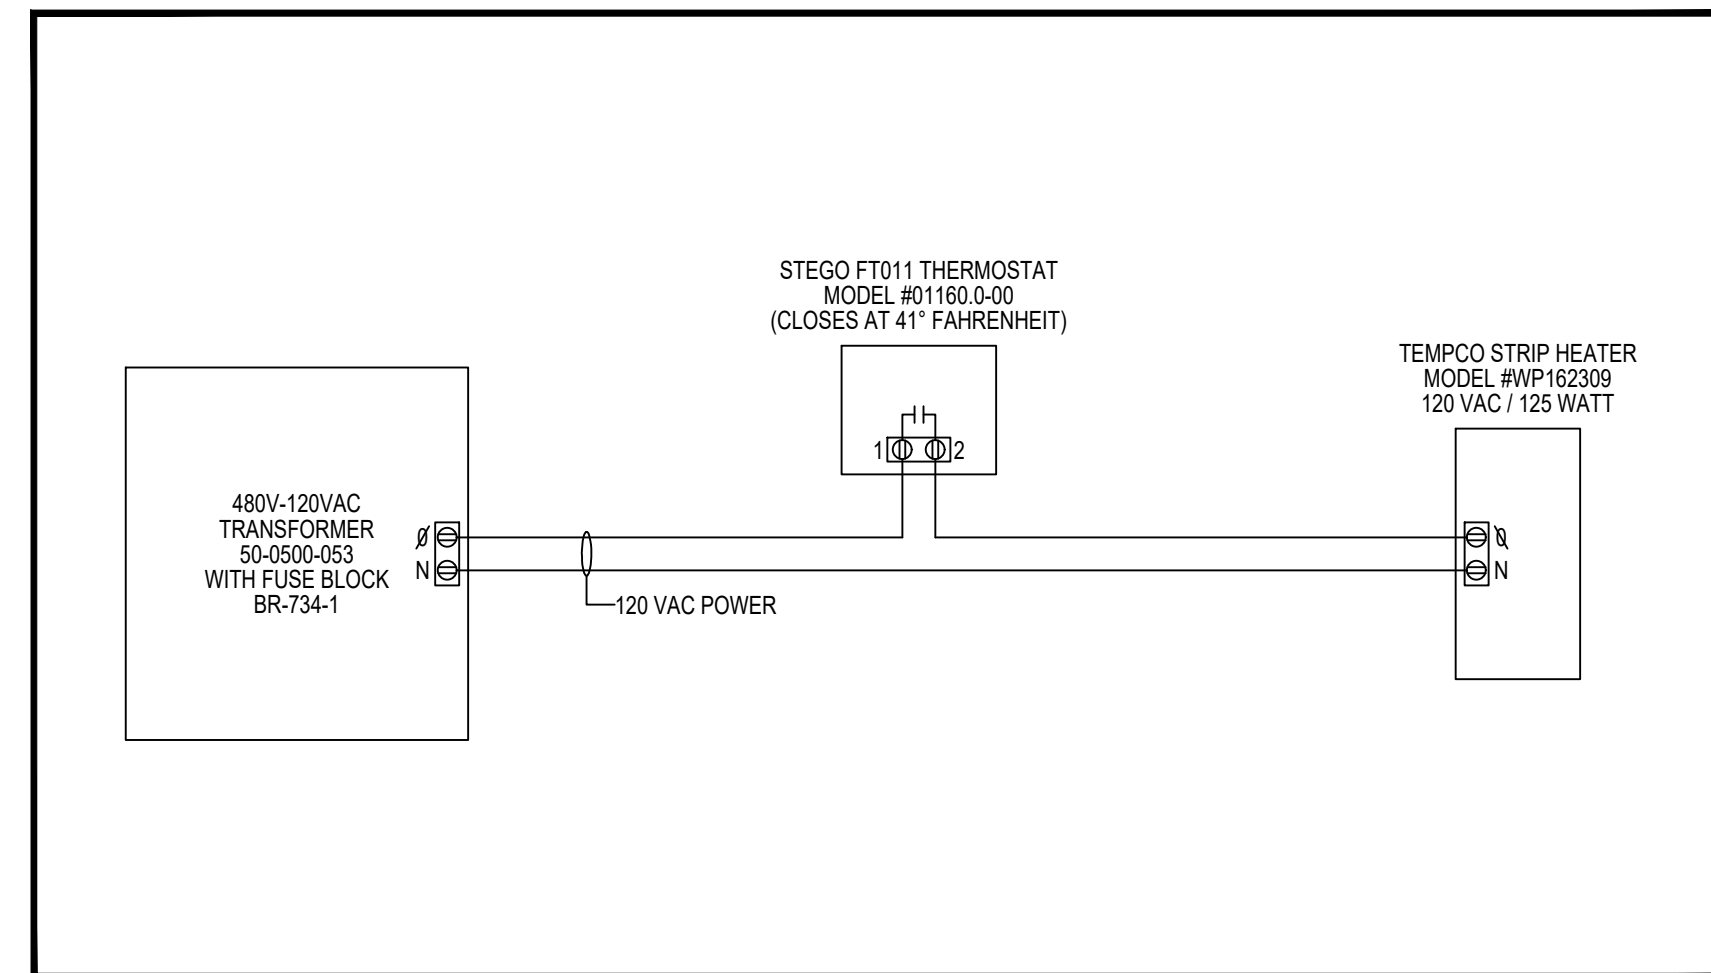 STEGO FT011 THERMOSTAT
MODEL #01160.0-00
(CLOSES AT 41° FAHRENHEIT)
TEMPCO STRIP HEATER
MODEL #WP162309
120 VAC / 125 WATT
1
2
480V-120VAC
TRANSFORMER
50-0500-053
WITH FUSE BLOCK
BR-734-1
Ø
N
Ø
N
120 VAC POWER